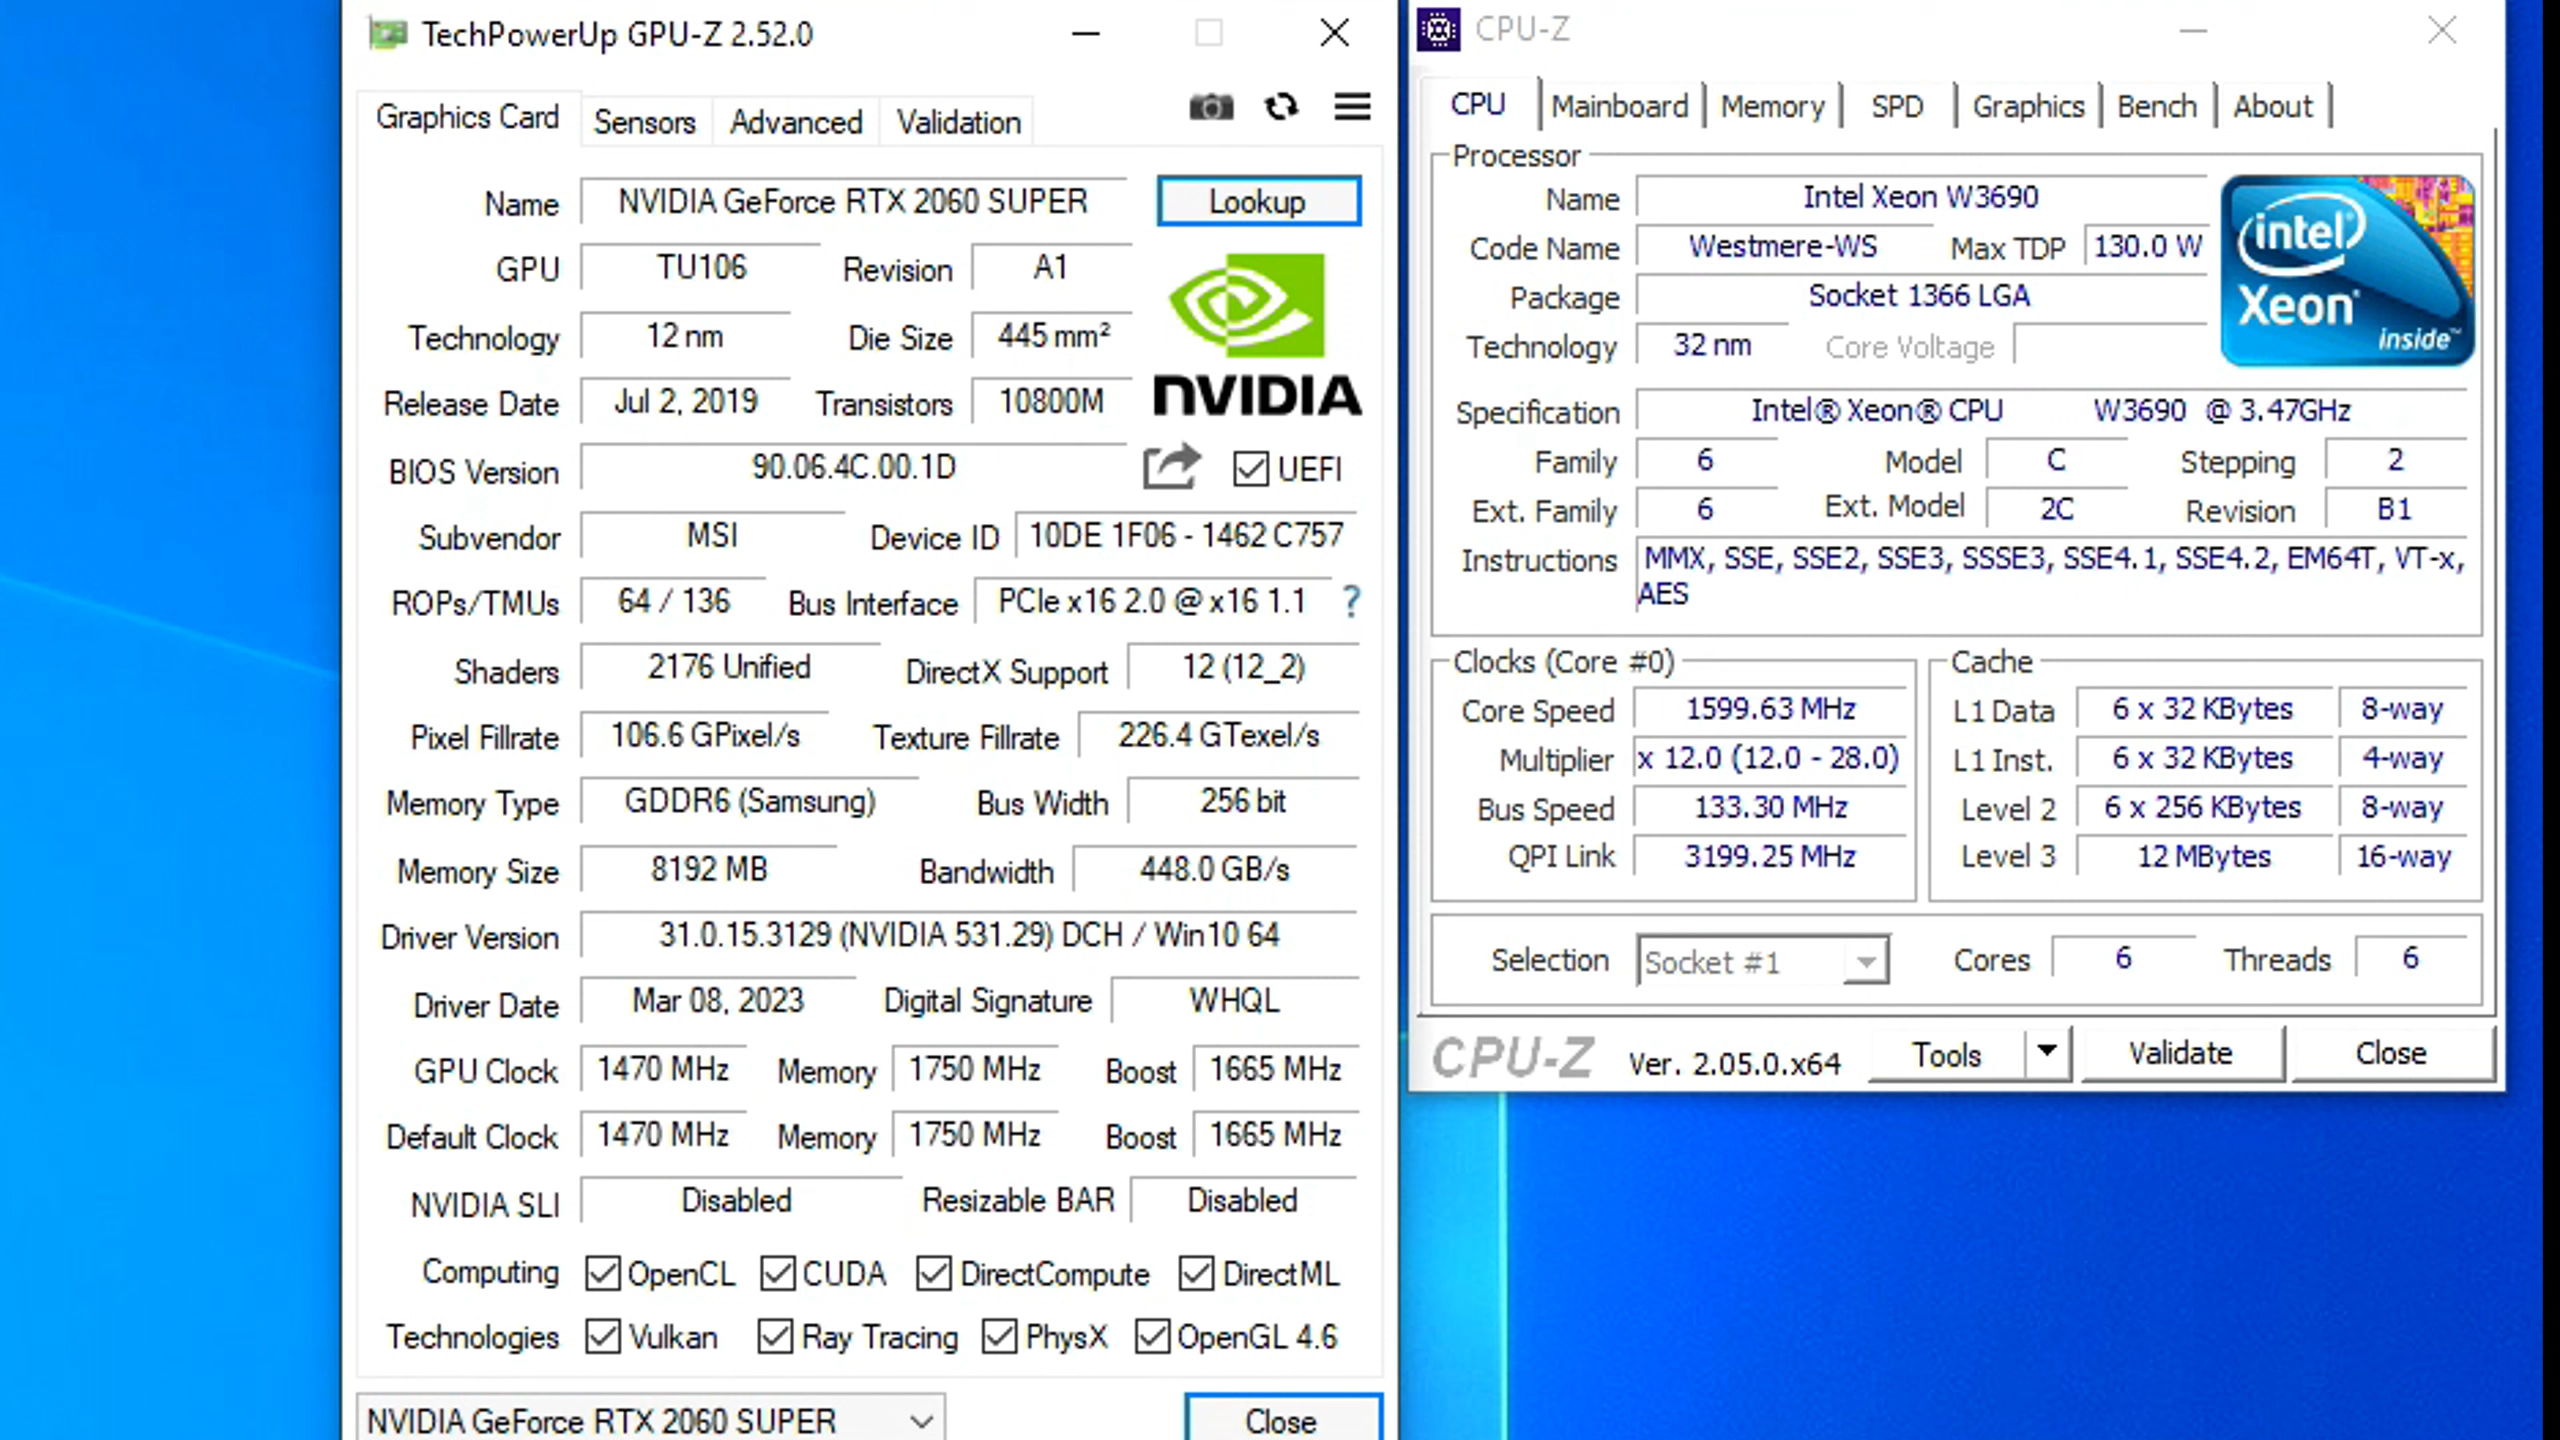 TechPowerUp GPU-Z 2.52.0
Graphics Card Sensors Advanced Validation
Name NVIDIA GeForce RTX 2060 SUPER Lookup
GPU TU106 Revision A1
Technology 12 nm Die Size 445 mm²
Release Date Jul 2, 2019 Transistors 10800M
NVIDIA
BIOS Version 90.06.4C.00.1D UEFI
Subvendor MSI Device ID 10DE 1F06 - 1462 C757
ROPs/TMUs 64 / 136 Bus Interface PCIe x16 2.0 @ x16 1.1 ?
Shaders 2176 Unified DirectX Support 12 (12_2)
Pixel Fillrate 106.6 GPixel/s Texture Fillrate 226.4 GTexel/s
Memory Type GDDR6 (Samsung) Bus Width 256 bit
Memory Size 8192 MB Bandwidth 448.0 GB/s
Driver Version 31.0.15.3129 (NVIDIA 531.29) DCH / Win10 64
Driver Date Mar 08, 2023 Digital Signature WHQL
GPU Clock 1470 MHz Memory 1750 MHz Boost 1665 MHz
Default Clock 1470 MHz Memory 1750 MHz Boost 1665 MHz
NVIDIA SLI Disabled Resizable BAR Disabled
Computing OpenCL CUDA DirectCompute DirectML
Technologies Vulkan Ray Tracing PhysX OpenGL 4.6
NVIDIA GeForce RTX 2060 SUPER Close
CPU-Z
CPU Mainboard Memory SPD Graphics Bench About
Processor
Name Intel Xeon W3690
Code Name Westmere-WS Max TDP 130.0 W
Package Socket 1366 LGA
Technology 32 nm Core Voltage
intel
Xeon®
inside™
Specification Intel® Xeon® CPU W3690 @ 3.47GHz
Family 6 Model C Stepping 2
Ext. Family 6 Ext. Model 2C Revision B1
Instructions MMX, SSE, SSE2, SSE3, SSSE3, SSE4.1, SSE4.2, EM64T, VT-x,
AES
Clocks (Core #0)
Core Speed 1599.63 MHz
Multiplier x 12.0 (12.0 - 28.0)
Bus Speed 133.30 MHz
QPI Link 3199.25 MHz
Cache
L1 Data 6 x 32 KBytes 8-way
L1 Inst. 6 x 32 KBytes 4-way
Level 2 6 x 256 KBytes 8-way
Level 3 12 MBytes 16-way
Selection Socket #1 Cores 6 Threads 6
CPU-Z Ver. 2.05.0.x64 Tools Validate Close